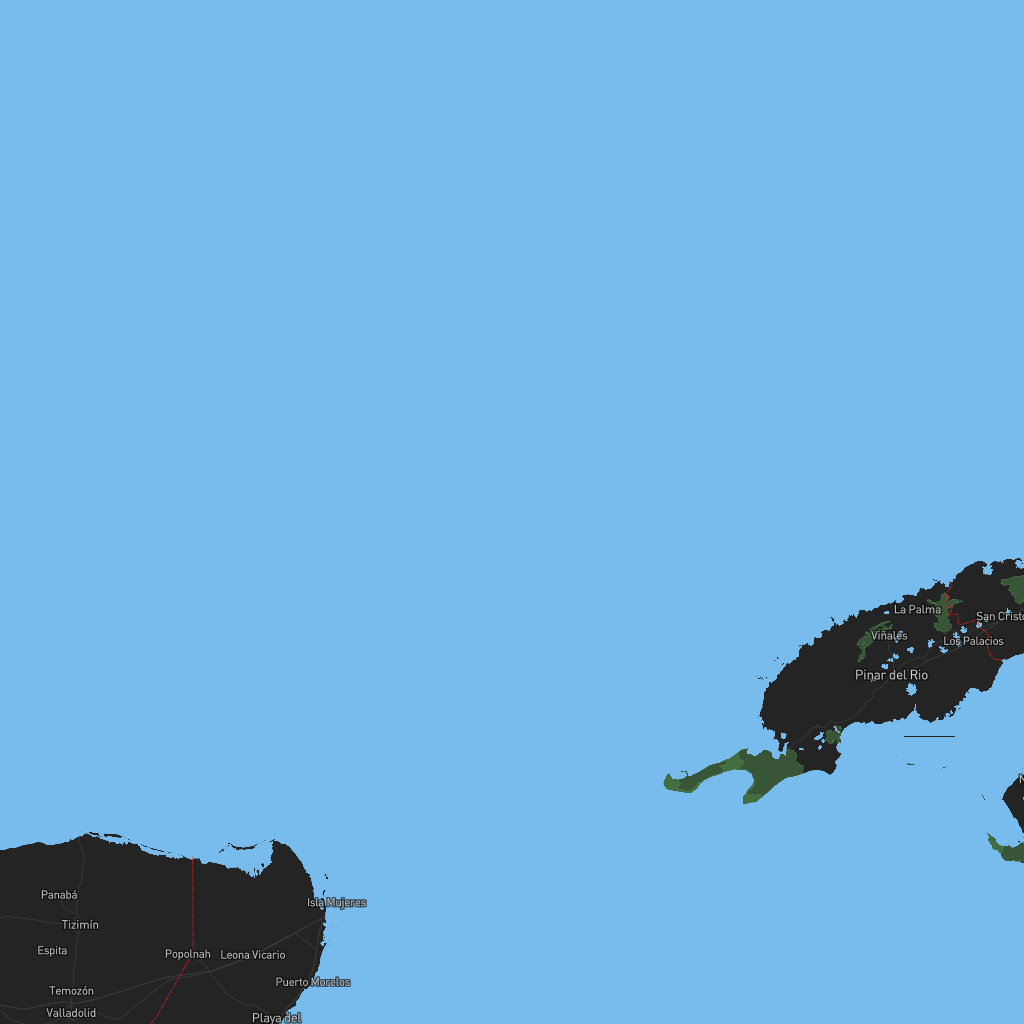 La Palma
San Cristo
Viñales
Los Palacios
Pinar del Rio
Panabá
Isla Mujeres
Tizimín
Espita
Popolnah
Leona Vicario
Puerto Morelos
Temozón
Valladolid
Playa del